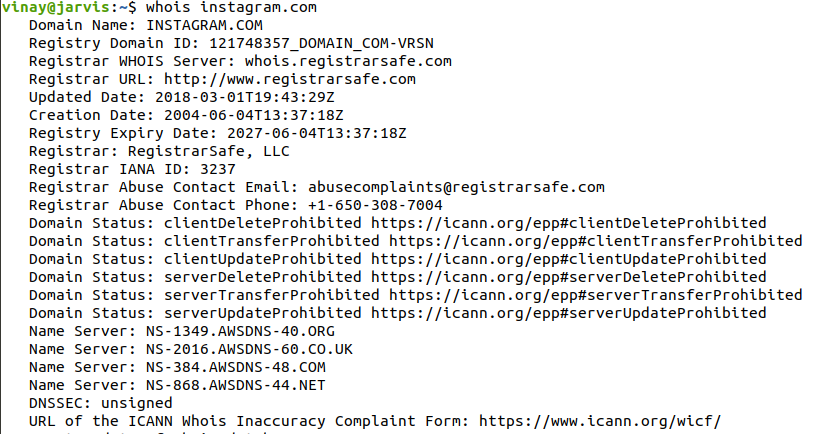 vinay@jarvis:~$ whois instagram.com
Domain Name: INSTAGRAM.COM
Registry Domain ID: 121748357_DOMAIN_COM-VRSN
Registrar WHOIS Server: whois.registrarsafe.com
Registrar URL: http://www.registrarsafe.com
Updated Date: 2018-03-01T19:43:29Z
Creation Date: 2004-06-04T13:37:18Z
Registry Expiry Date: 2027-06-04T13:37:18Z
Registrar: RegistrarSafe, LLC
Registrar IANA ID: 3237
Registrar Abuse Contact Email: abusecomplaints@registrarsafe.com
Registrar Abuse Contact Phone: +1-650-308-7004
Domain Status: clientDeleteProhibited https://icann.org/epp#clientDeleteProhibited
Domain Status: clientTransferProhibited https://icann.org/epp#clientTransferProhibited
Domain Status: clientUpdateProhibited https://icann.org/epp#clientUpdateProhibited
Domain Status: serverDeleteProhibited https://icann.org/epp#serverDeleteProhibited
Domain Status: serverTransferProhibited https://icann.org/epp#serverTransferProhibited
Domain Status: serverUpdateProhibited https://icann.org/epp#serverUpdateProhibited
Name Server: NS-1349.AWSDNS-40.ORG
Name Server: NS-2016.AWSDNS-60.CO.UK
Name Server: NS-384.AWSDNS-48.COM
Name Server: NS-868.AWSDNS-44.NET
DNSSEC: unsigned
URL of the ICANN Whois Inaccuracy Complaint Form: https://www.icann.org/wicf/